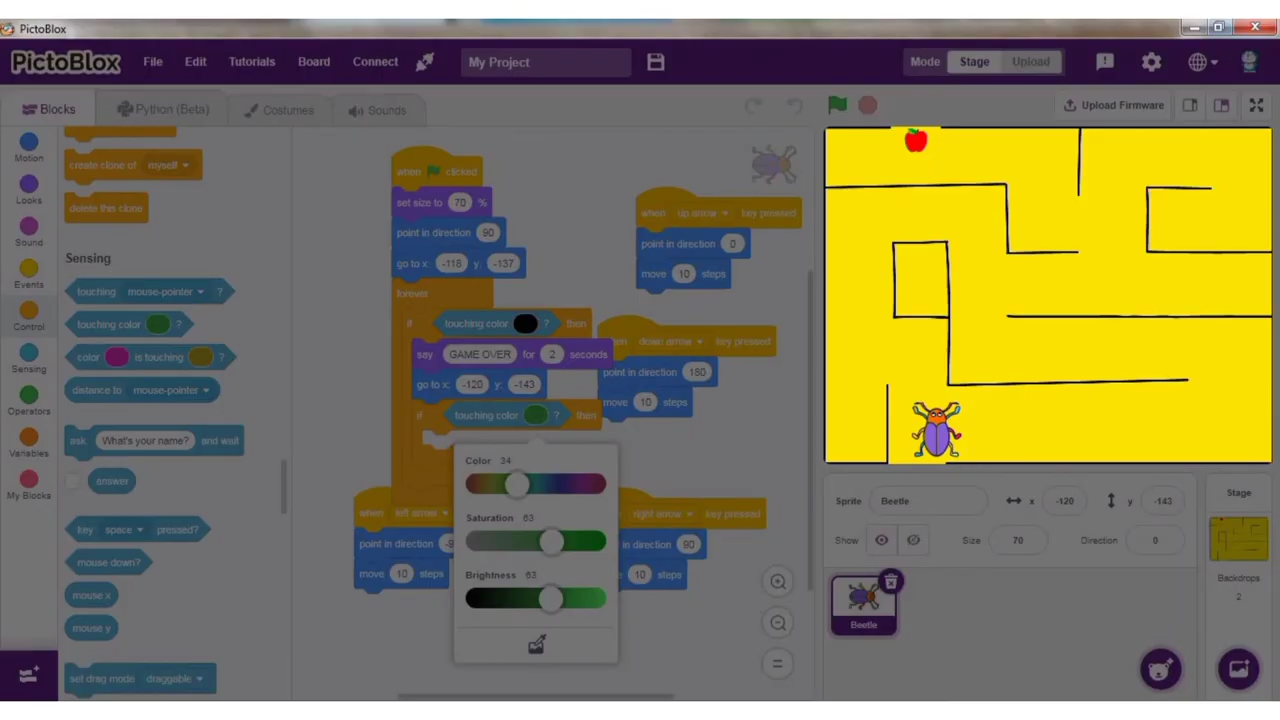 PictoBlox
PictoBlox File Edit Tutorials Board Connect My Project Mode Stage Upload
Blocks Python (Beta) Costumes Sounds Upload Firmware
Motion
Looks
Sound
Events
Control
Sensing
Operators
Variables
My Blocks
create clone of myself
delete this clone
Sensing
touching mouse-pointer ?
touching color ?
color is touching ?
distance to mouse-pointer
ask What's your name? and wait
answer
key space pressed?
mouse down?
mouse x
mouse y
set drag mode draggable
when clicked
set size to 70 %
point in direction 90
go to x: -118 y: -137
forever
if touching color ? then
say GAME OVER for 2 seconds
go to x: -120 y: -143
if touching color ? then
when up arrow key pressed
point in direction 0
move 10 steps
down arrow key pressed
point in direction 180
move 10 steps
when left arrow
point in direction
move 10 steps
right arrow key pressed
in direction 90
10 steps
Color 34
Saturation 63
Brightness 63
Sprite Beetle x -120 y -143
Show Size 70 Direction 0
Beetle
Stage
Backdrops
2